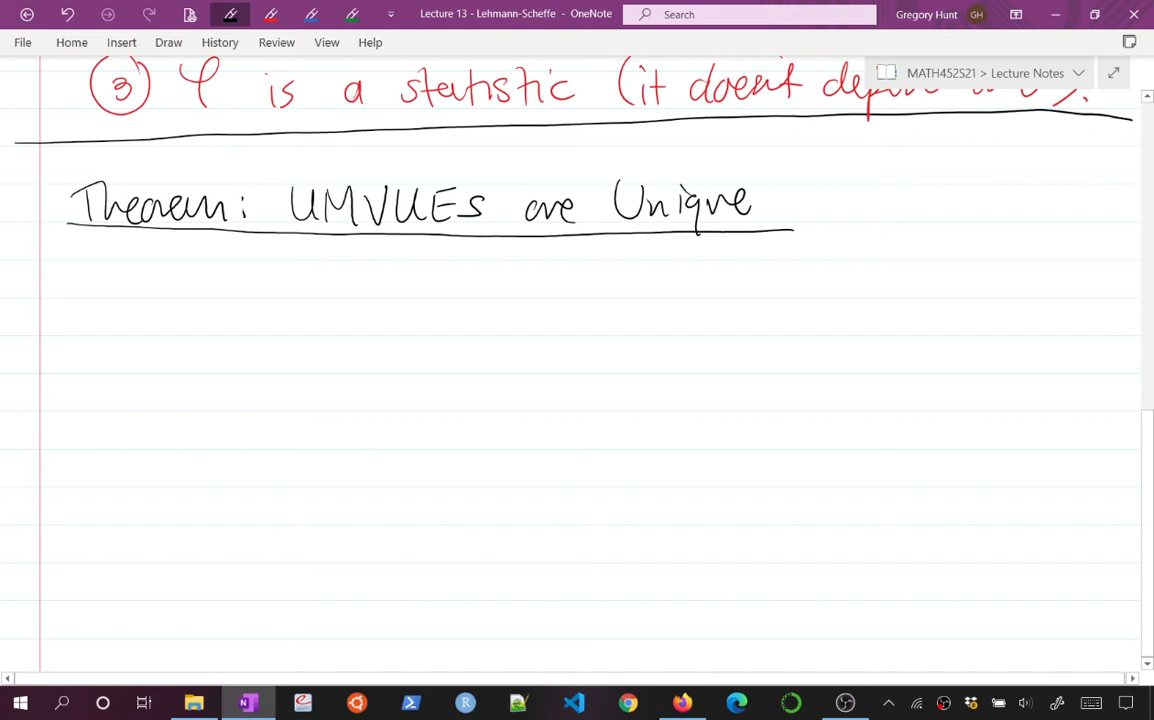 Lecture 13 - Lehmann-Scheffe - OneNote
Search
Gregory Hunt
GH
File Home Insert Draw History Review View Help
MATH452S21 > Lecture Notes
③ φ is a statistic (it doesn't
Theorem: UMVUEs are Unique